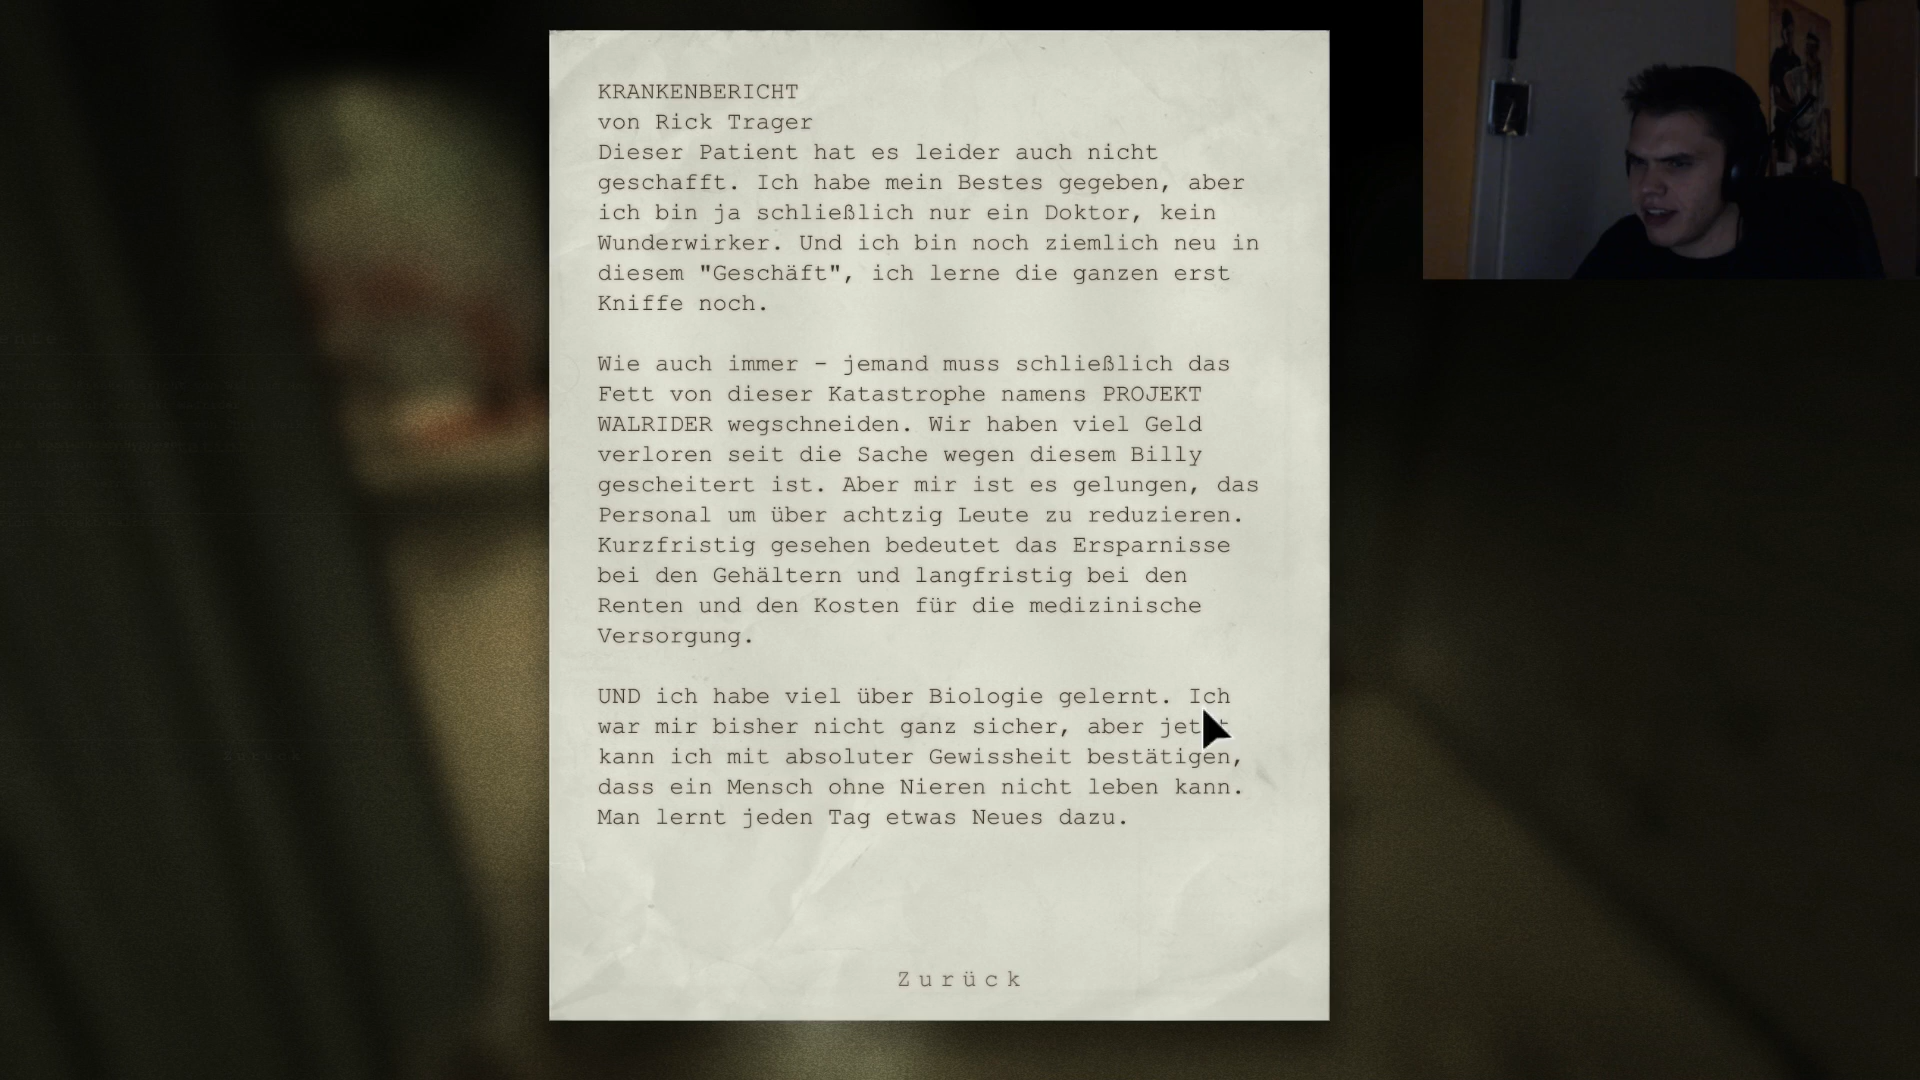 KRANKENBERICHT
von Rick Trager
Dieser Patient hat es leider auch nicht
geschafft. Ich habe mein Bestes gegeben, aber
ich bin ja schließlich nur ein Doktor, kein
Wunderwirker. Und ich bin noch ziemlich neu in
diesem "Geschäft", ich lerne die ganzen erst
Kniffe noch.
Wie auch immer - jemand muss schließlich das
Fett von dieser Katastrophe namens PROJEKT
WALRIDER wegschneiden. Wir haben viel Geld
verloren seit die Sache wegen diesem Billy
gescheitert ist. Aber mir ist es gelungen, das
Personal um über achtzig Leute zu reduzieren.
Kurzfristig gesehen bedeutet das Ersparnisse
bei den Gehältern und langfristig bei den
Renten und den Kosten für die medizinische
Versorgung.
UND ich habe viel über Biologie gelernt. Ich
war mir bisher nicht ganz sicher, aber jetzt
kann ich mit absoluter Gewissheit bestätigen,
dass ein Mensch ohne Nieren nicht leben kann.
Man lernt jeden Tag etwas Neues dazu.
Zurück
Zurück